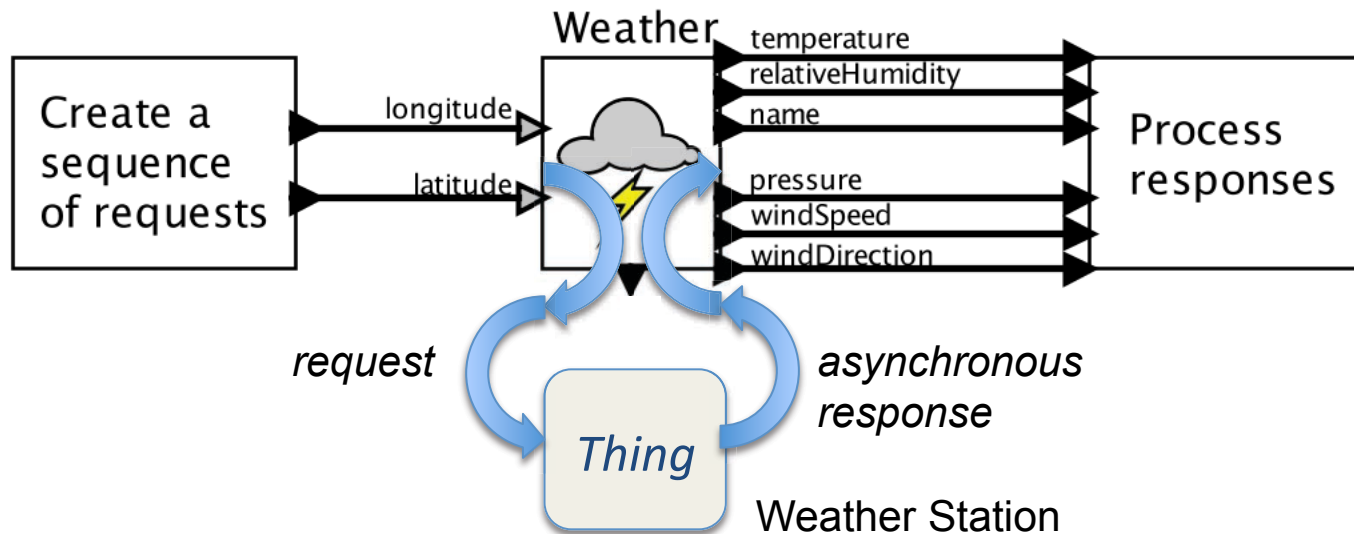 Weather
Create a
sequence
of requests
longitude
latitude
temperature
relativeHumidity
name
pressure
windSpeed
windDirection
Process
responses
request
asynchronous
response
Thing
Weather Station